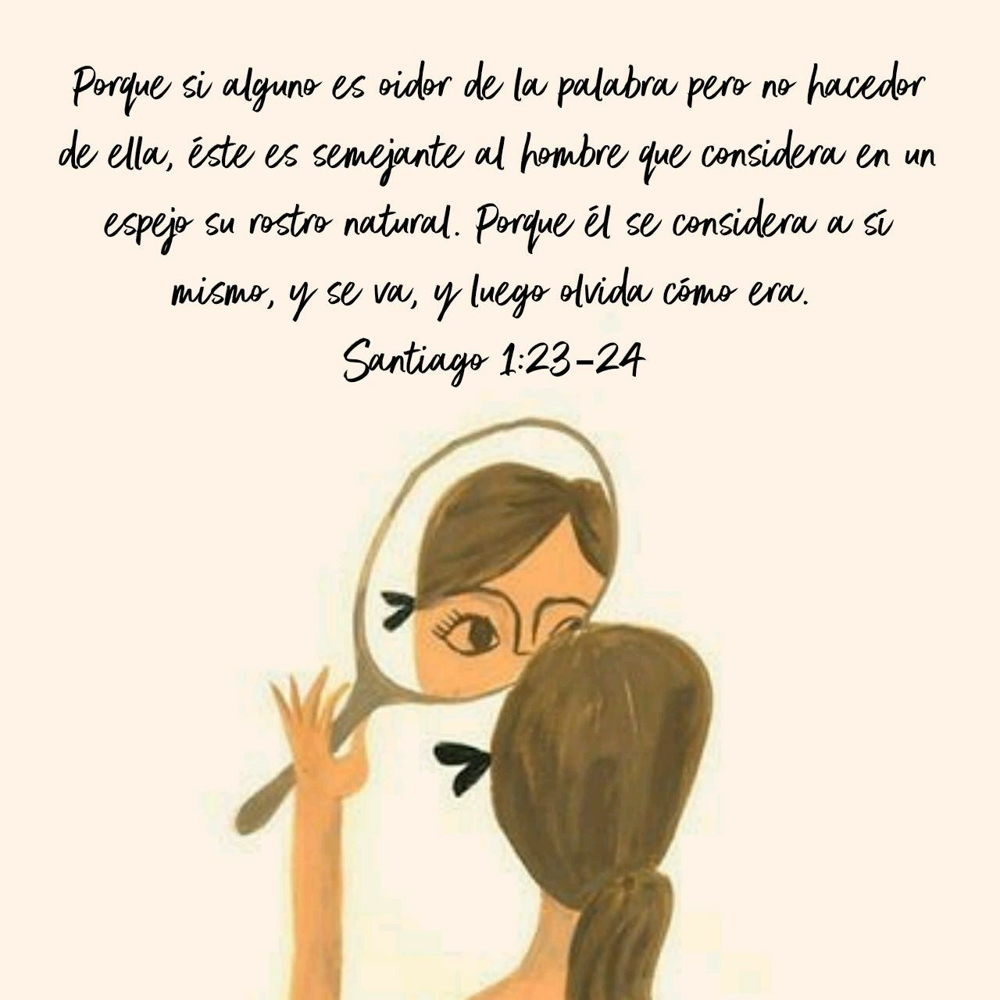 Porque si alguno es oidor de la palabra pero no hacedor
de ella, éste es semejante al hombre que considera en un
espejo su rostro natural. Porque él se considera a sí
mismo, y se va, y luego olvida cómo era.
Santiago 1:23-24